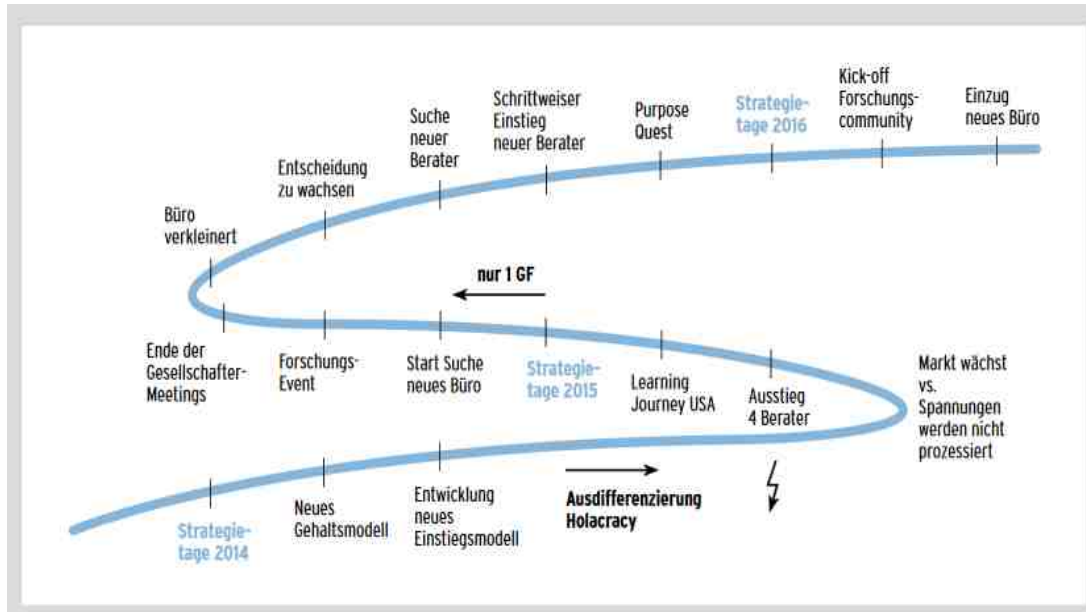 Suche
neuer
Berater
Schrittweiser
Einstieg
neuer Berater
Purpose
Quest
Strategie-
tage 2016
Kick-off
Forschungs-
community
Einzug
neues Büro
Entscheidung
zu wachsen
Büro
verkleinert
nur 1 GF
Ende der
Gesellschafter-
Meetings
Forschungs-
Event
Start Suche
neues Büro
Strategie-
tage 2015
Learning
Journey USA
Ausstieg
4 Berater
Markt wächst
vs.
Spannungen
werden nicht
prozessiert
Strategie-
tage 2014
Neues
Gehaltsmodell
Entwicklung
neues
Einstiegsmodell
Ausdifferenzierung
Holacracy